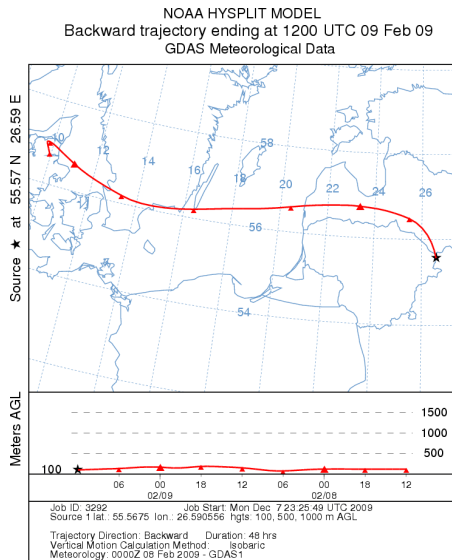 NOAA HYSPLIT MODEL
Backward trajectory ending at 1200 UTC 09 Feb 09
GDAS Meteorological Data
Source ★ at 55.57 N 26.59 E
10
12
14
16
18
20
22
24
26
58
56
54
Meters AGL
1500
1000
500
100
06 00 18 12 06 00 18 12
02/09 02/08
Job ID: 3292 Job Start: Mon Dec 7 23:25:49 UTC 2009
Source 1 lat.: 55.5675 lon.: 26.590556 hgts: 100, 500, 1000 m AGL
Trajectory Direction: Backward Duration: 48 hrs
Vertical Motion Calculation Method: Isobaric
Meteorology: 0000Z 08 Feb 2009 - GDAS1